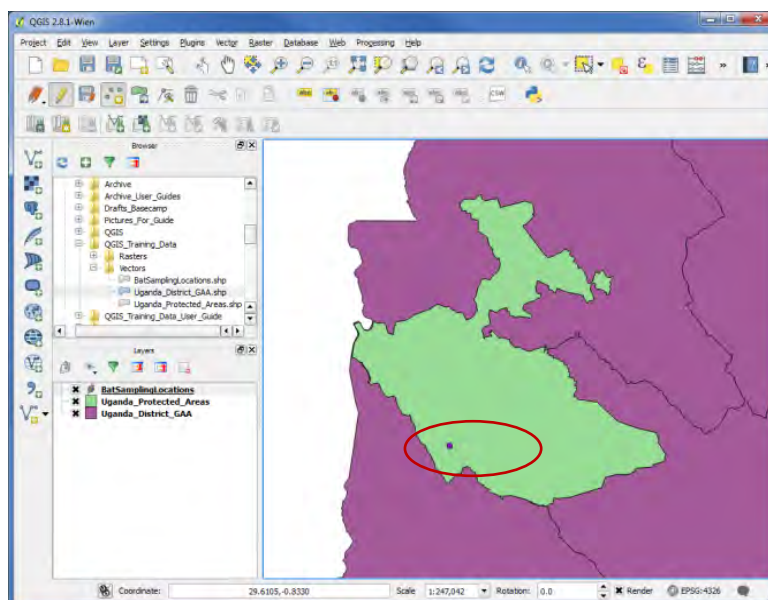 QGIS 2.8.1-Wien
Project Edit View Layer Settings Plugins Vector Raster Database Web Processing Help
CSW
Browser
Archive
Archive_User_Guides
Drafts_Basecamp
Pictures_For_Guide
QGIS
QGIS_Training_Data
Rasters
Vectors
BatSamplingLocations.shp
Uganda_District_GAA.shp
Uganda_Protected_Areas.shp
QGIS_Training_Data_User_Guide
Layers
BatSamplingLocations
Uganda_Protected_Areas
Uganda_District_GAA
Coordinate: 29.6105,-0.8330 Scale 1:247,042 Rotation: 0.0 Render EPSG:4326